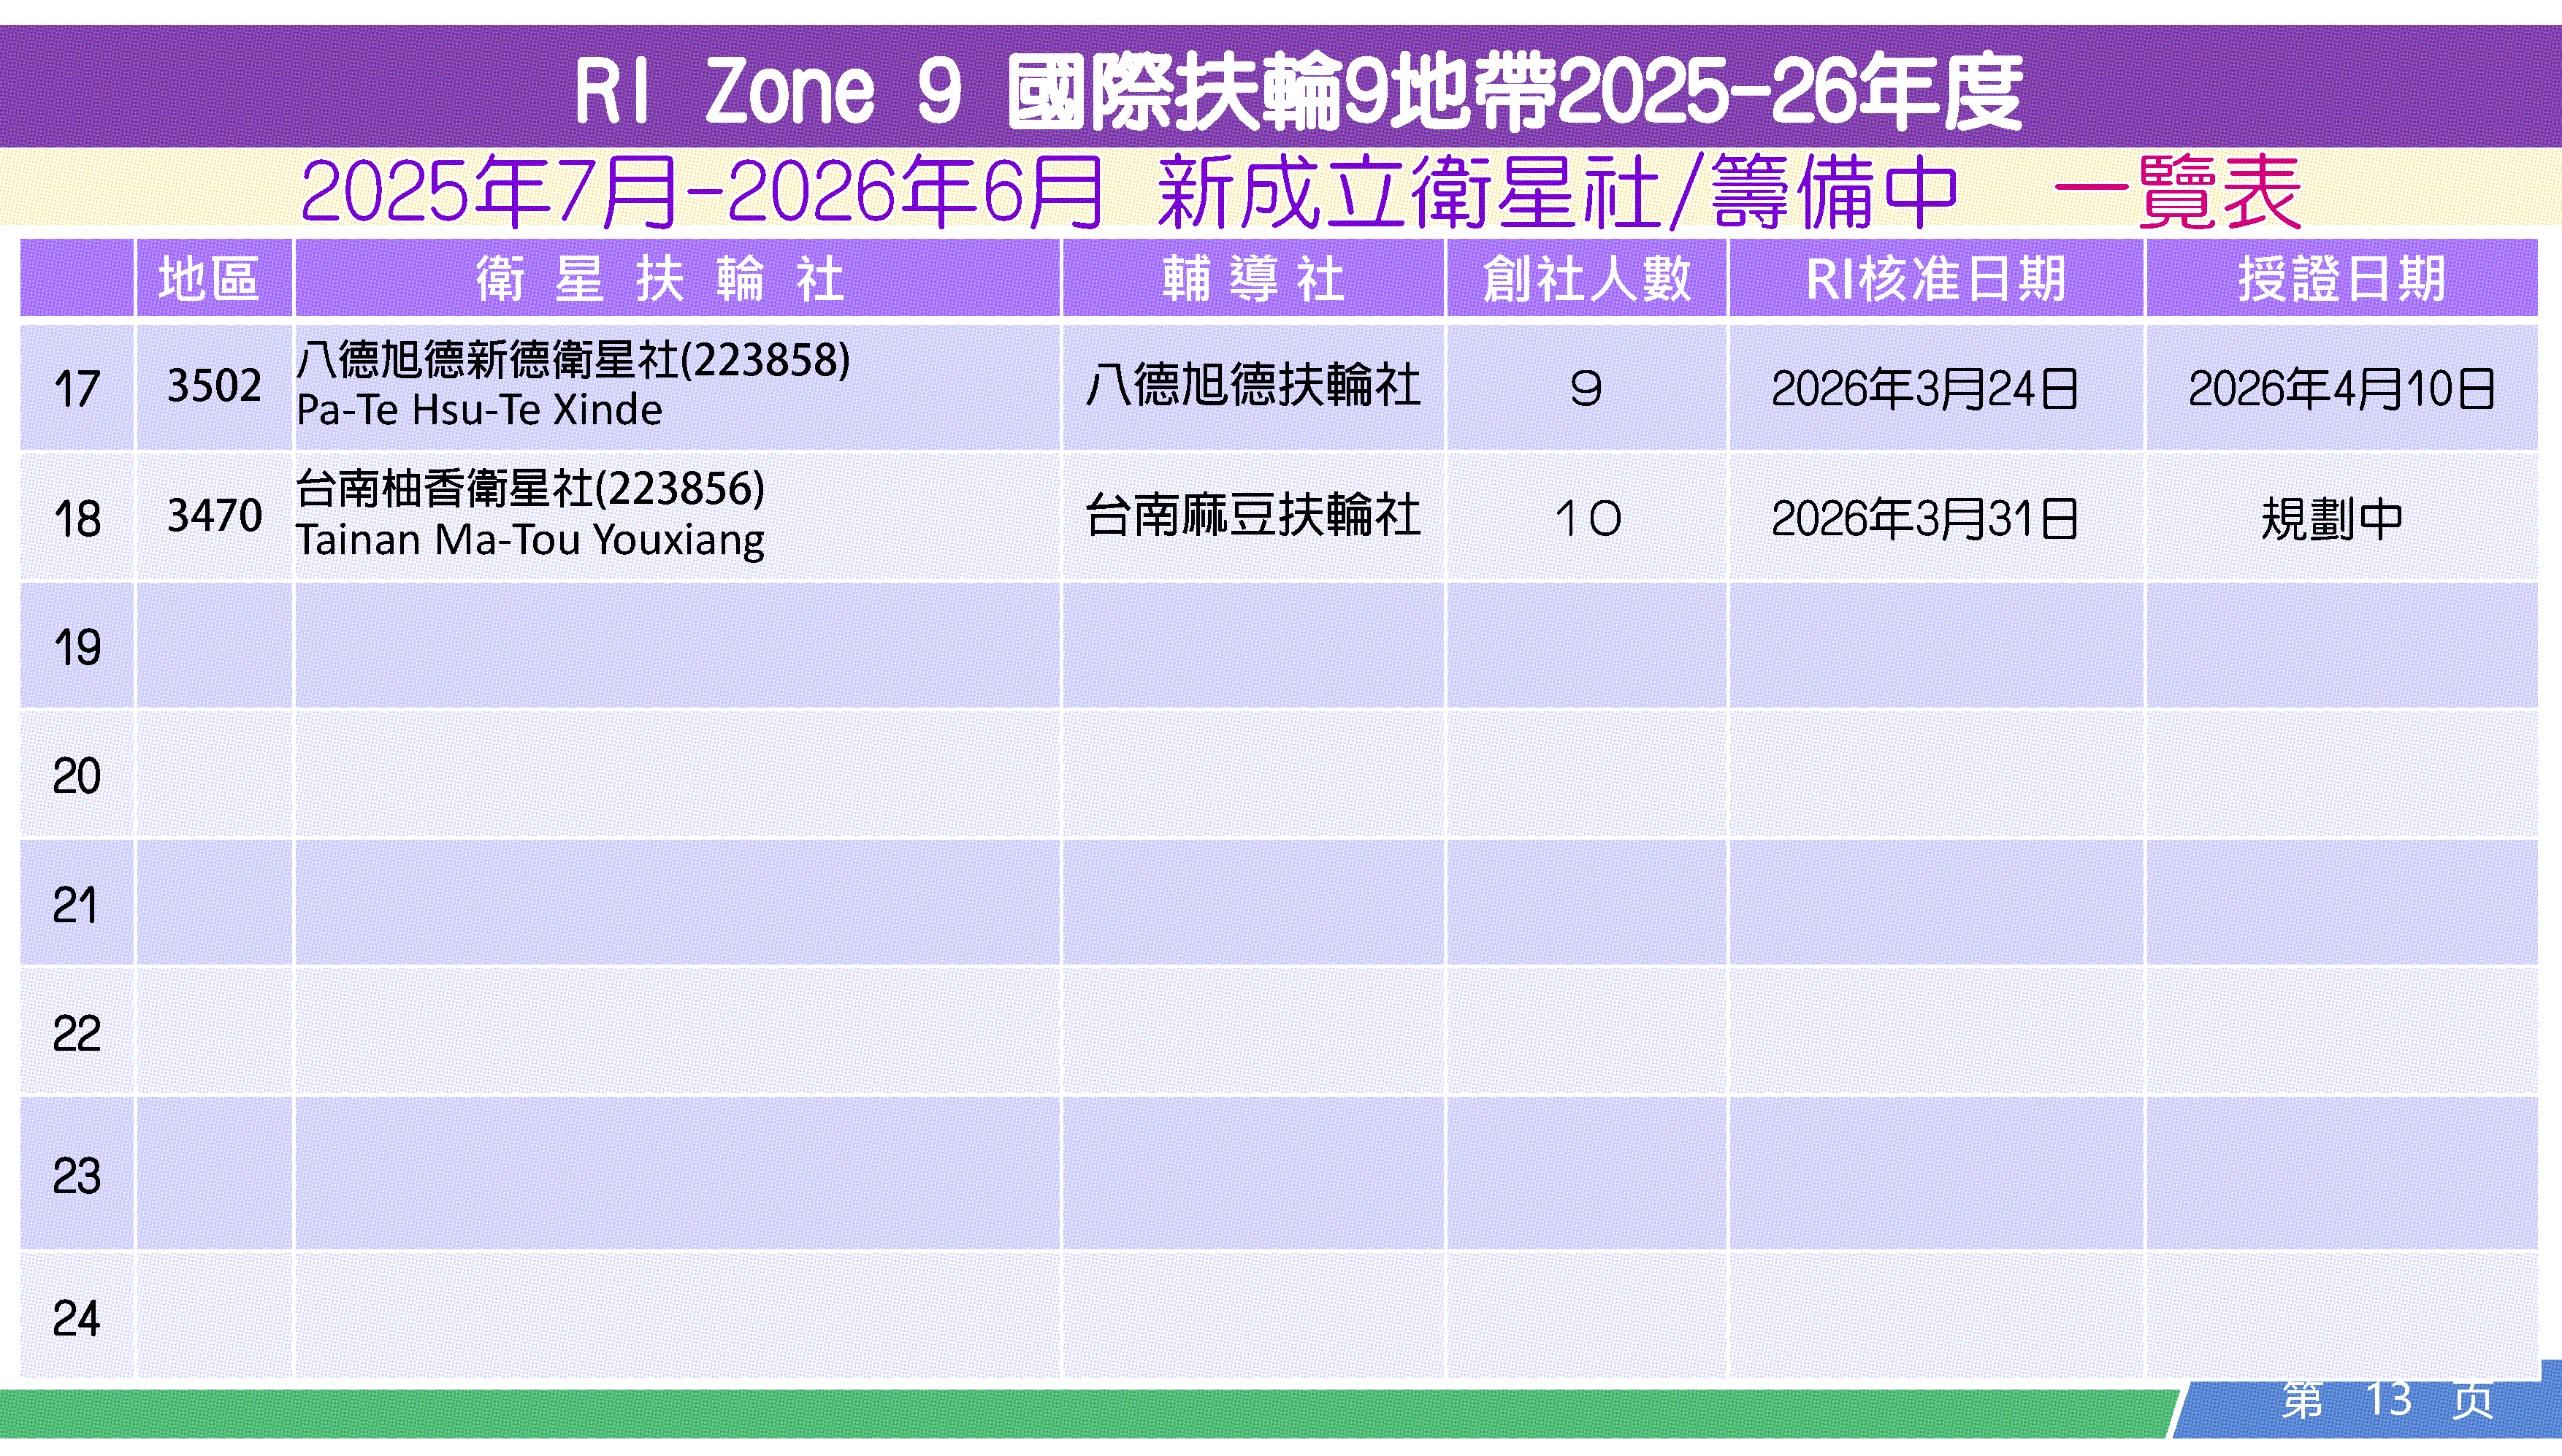 RI Zone 9 國際扶輪9地帶2025-26年度
2025年7月-2026年6月 新成立衛星社/籌備中 一覽表
地區 衛星扶輪社 輔導社 創社人數 RI核准日期 授證日期
17 3502 八德旭德新德衛星社(223858) 八德旭德扶輪社 9 2026年3月24日 2026年4月10日
Pa-Te Hsu-Te Xinde
18 3470 台南柚香衛星社(223856) 台南麻豆扶輪社 10 2026年3月31日 規劃中
Tainan Ma-Tou Youxiang
19
20
21
22
23
24
第 13 页